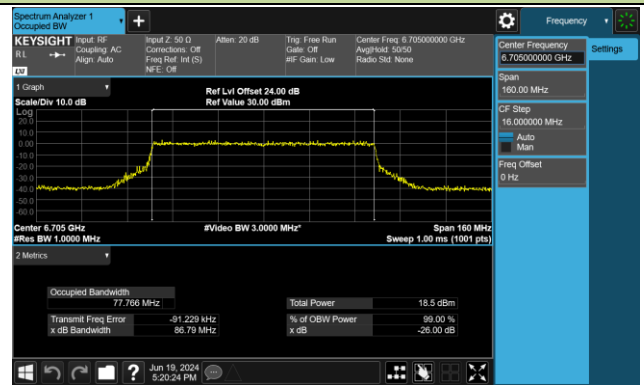 Spectrum Analyzer 1
Occupied BW
Frequency
KEYSIGHT
RL
LXI
Input: RF
Coupling: AC
Align: Auto
Input Z: 50 Ω
Corrections: Off
Freq Ref: Int (S)
NFE: Off
Atten: 20 dB
Trig: Free Run
Gate: Off
#IF Gain: Low
Center Freq: 6.705000000 GHz
Avg|Hold: 50/50
Radio Std: None
Center Frequency
6.705000000 GHz
Settings
Span
160.00 MHz
CF Step
16.000000 MHz
Auto
Man
Freq Offset
0 Hz
1 Graph
Scale/Div 10.0 dB
Ref Lvl Offset 24.00 dB
Ref Value 30.00 dBm
Log
20.0
10.0
0.00
-10.0
-20.0
-30.0
-40.0
-50.0
-60.0
Center 6.705 GHz
#Res BW 1.0000 MHz
#Video BW 3.0000 MHz*
Span 160 MHz
Sweep 1.00 ms (1001 pts)
2 Metrics
Occupied Bandwidth
77.766 MHz
Total Power 18.5 dBm
Transmit Freq Error -91.229 kHz
% of OBW Power 99.00 %
x dB Bandwidth 86.79 MHz
x dB -26.00 dB
?
Jun 19, 2024
5:20:24 PM